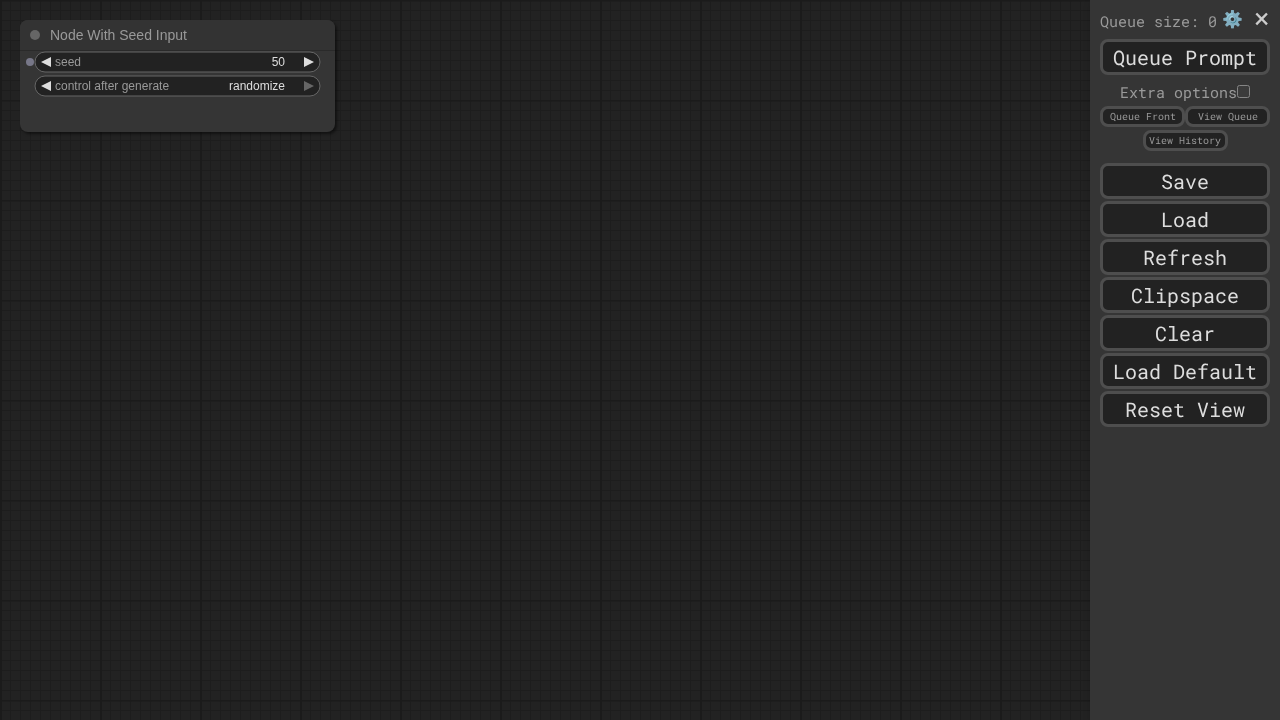 Node With Seed Input
seed 50
control after generate randomize
Queue size: 0
Queue Prompt
Extra options
Queue Front View Queue
View History
Save
Load
Refresh
Clipspace
Clear
Load Default
Reset View